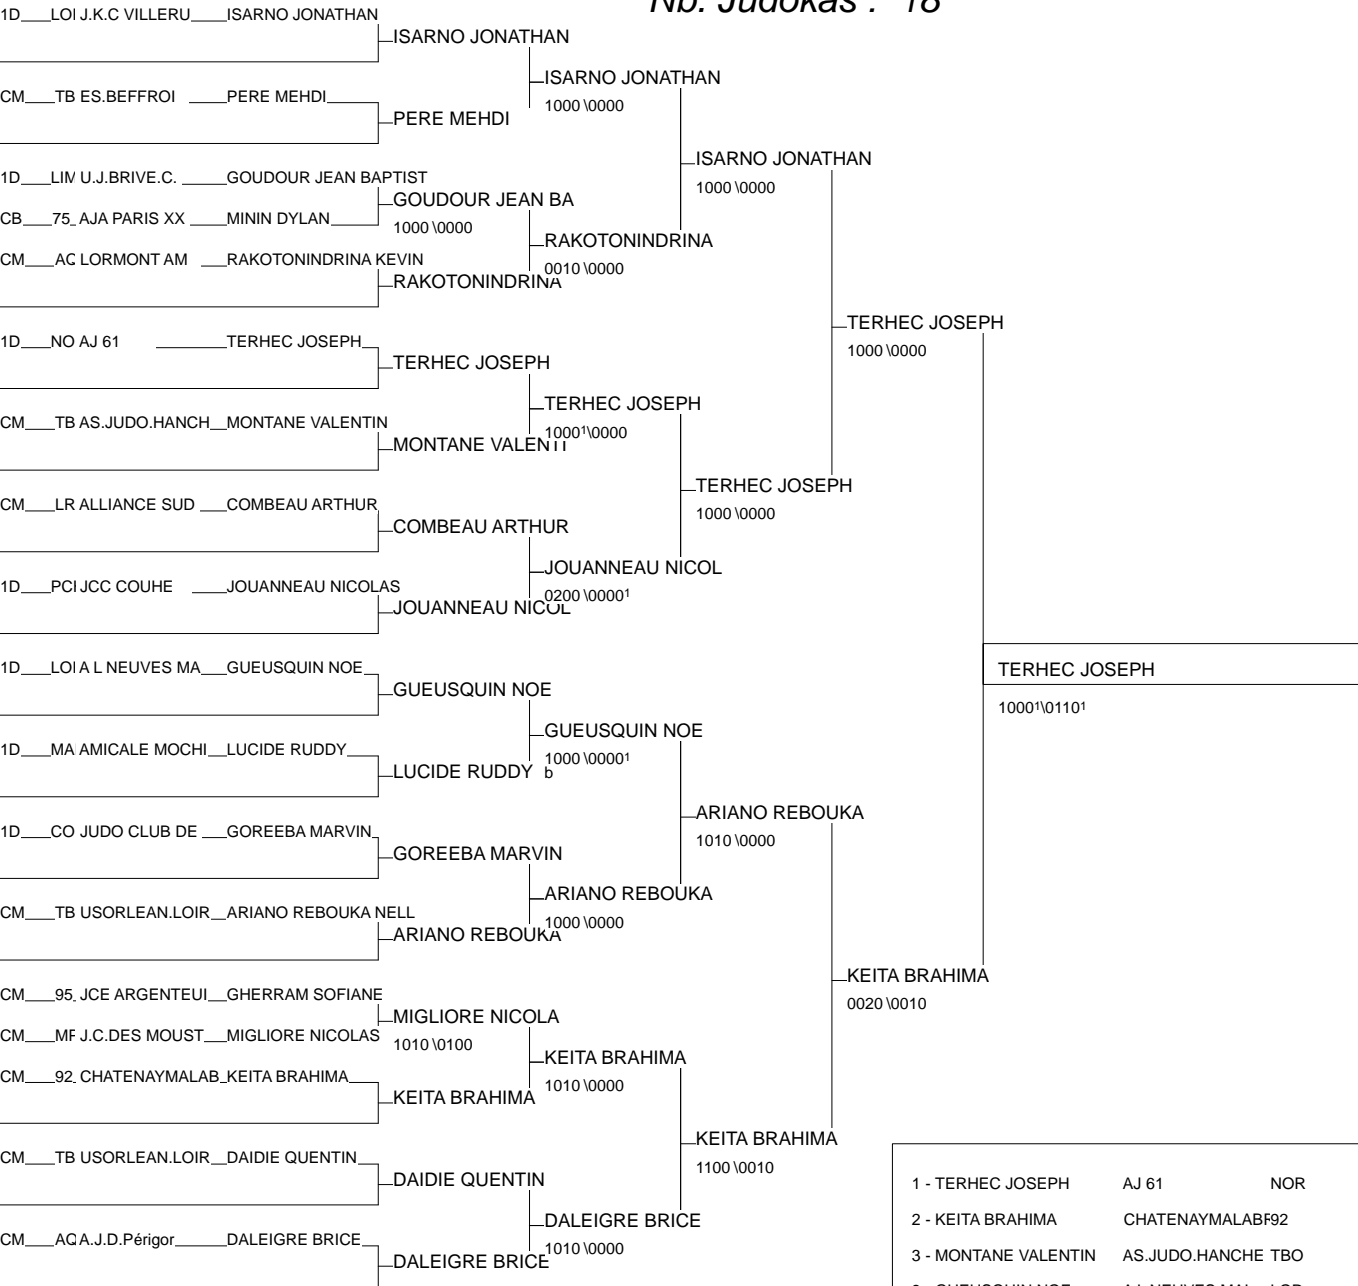 Nb. Judokas : 18
1D LOI J.K.C VILLERU ISARNO JONATHAN
ISARNO JONATHAN
ISARNO JONATHAN
1000 \0000
CM TB ES.BEFFROI PERE MEHDI
PERE MEHDI
ISARNO JONATHAN
1000 \0000
1D LIM U.J.BRIVE.C. GOUDOUR JEAN BAPTIST
GOUDOUR JEAN BA
1000 \0000
CB 75 AJA PARIS XX MININ DYLAN
RAKOTONINDRINA
0010 \0000
CM AQ LORMONT AM RAKOTONINDRINA KEVIN
RAKOTONINDRINA
TERHEC JOSEPH
1000 \0000
1D NO AJ 61 TERHEC JOSEPH
TERHEC JOSEPH
TERHEC JOSEPH
1000¹\0000
CM TB AS.JUDO.HANCH MONTANE VALENTIN
MONTANE VALENTI
TERHEC JOSEPH
1000 \0000
CM LR ALLIANCE SUD COMBEAU ARTHUR
COMBEAU ARTHUR
JOUANNEAU NICOL
0200 \0000¹
1D PCI JCC COUHE JOUANNEAU NICOLAS
JOUANNEAU NICOL
TERHEC JOSEPH
1000¹\0110¹
1D LOI A L NEUVES MA GUEUSQUIN NOE
GUEUSQUIN NOE
GUEUSQUIN NOE
1000 \0000¹
b
1D MA AMICALE MOCHI LUCIDE RUDDY
LUCIDE RUDDY
ARIANO REBOUKA
1010 \0000
1D CO JUDO CLUB DE GOREEBA MARVIN
GOREEBA MARVIN
ARIANO REBOUKA
1000 \0000
CM TB USORLEAN.LOIR ARIANO REBOUKA NELL
ARIANO REBOUKA
KEITA BRAHIMA
0020 \0010
CM 95 JCE ARGENTEUI GHERRAM SOFIANE
MIGLIORE NICOLA
1010 \0100
CM MP J.C.DES MOUST MIGLIORE NICOLAS
KEITA BRAHIMA
1010 \0000
CM 92 CHATENAYMALAB KEITA BRAHIMA
KEITA BRAHIMA
KEITA BRAHIMA
1100 \0010
CM TB USORLEAN.LOIR DAIDIE QUENTIN
DAIDIE QUENTIN
DALEIGRE BRICE
1010 \0000
CM AQ A.J.D.Périgor DALEIGRE BRICE
DALEIGRE BRICE
1 - TERHEC JOSEPH AJ 61 NOR
2 - KEITA BRAHIMA CHATENAYMALABF92
3 - MONTANE VALENTIN AS.JUDO.HANCHE TBO